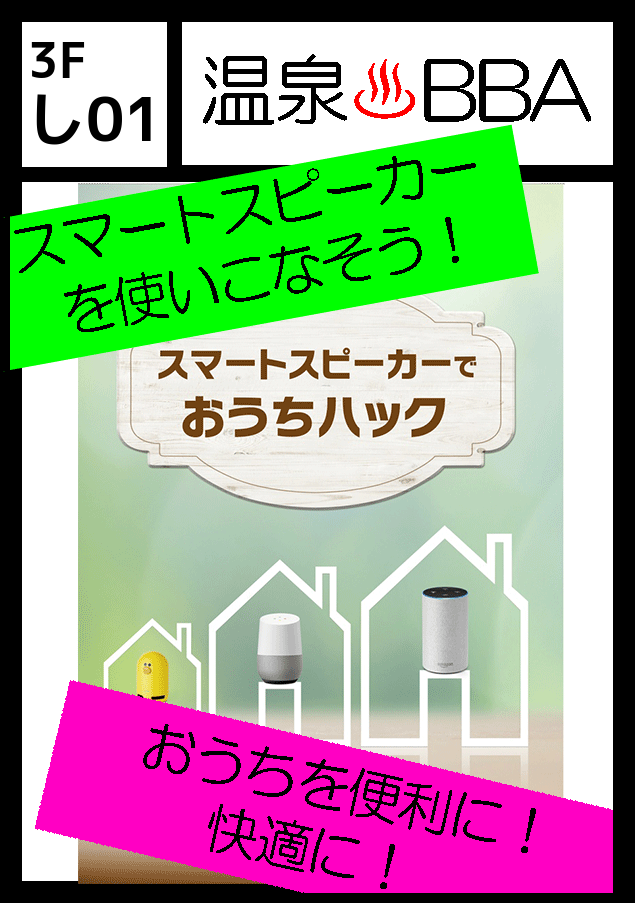 3F
し01
温泉♨BBA
スマートスピーカー
を使いこなそう！
スマートスピーカーで
おうちハック
おうちを便利に！
快適に！